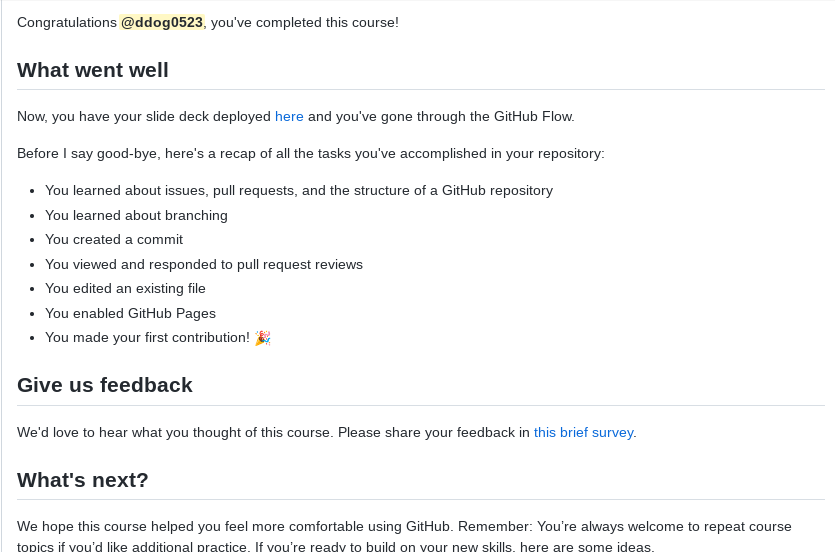 Congratulations @ddog0523, you've completed this course!
What went well
Now, you have your slide deck deployed here and you've gone through the GitHub Flow.
Before I say good-bye, here's a recap of all the tasks you've accomplished in your repository:
• You learned about issues, pull requests, and the structure of a GitHub repository
• You learned about branching
• You created a commit
• You viewed and responded to pull request reviews
• You edited an existing file
• You enabled GitHub Pages
• You made your first contribution! 🎉
Give us feedback
We'd love to hear what you thought of this course. Please share your feedback in this brief survey.
What's next?
We hope this course helped you feel more comfortable using GitHub. Remember: You’re always welcome to repeat course
topics if you’d like additional practice. If you’re ready to build on your new skills, here are some ideas.